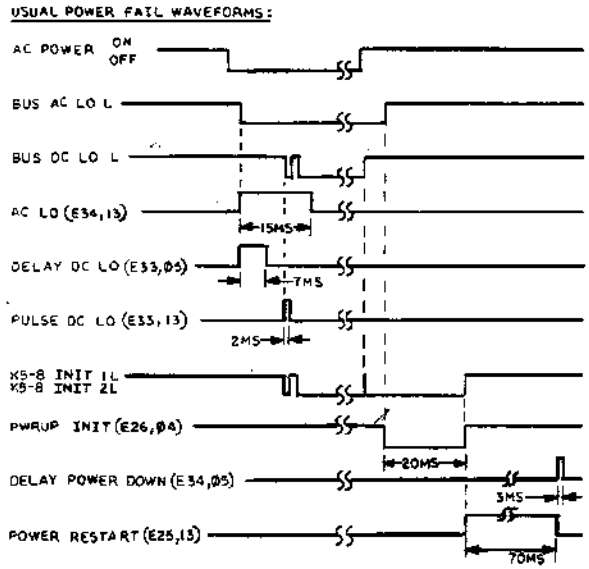 USUAL POWER FAIL WAVEFORMS:
AC POWER ON
OFF
BUS AC LO L
BUS DC LO L
AC LO (E34,13)
15MS
DELAY DC LO (E33,05)
7MS
PULSE DC LO (E33,13)
2MS
K5-8 INIT 1L
K5-8 INIT 2L
PWRUP INIT (E26,04)
20MS
DELAY POWER DOWN (E34,05)
3MS
POWER RESTART (E25,13)
70MS